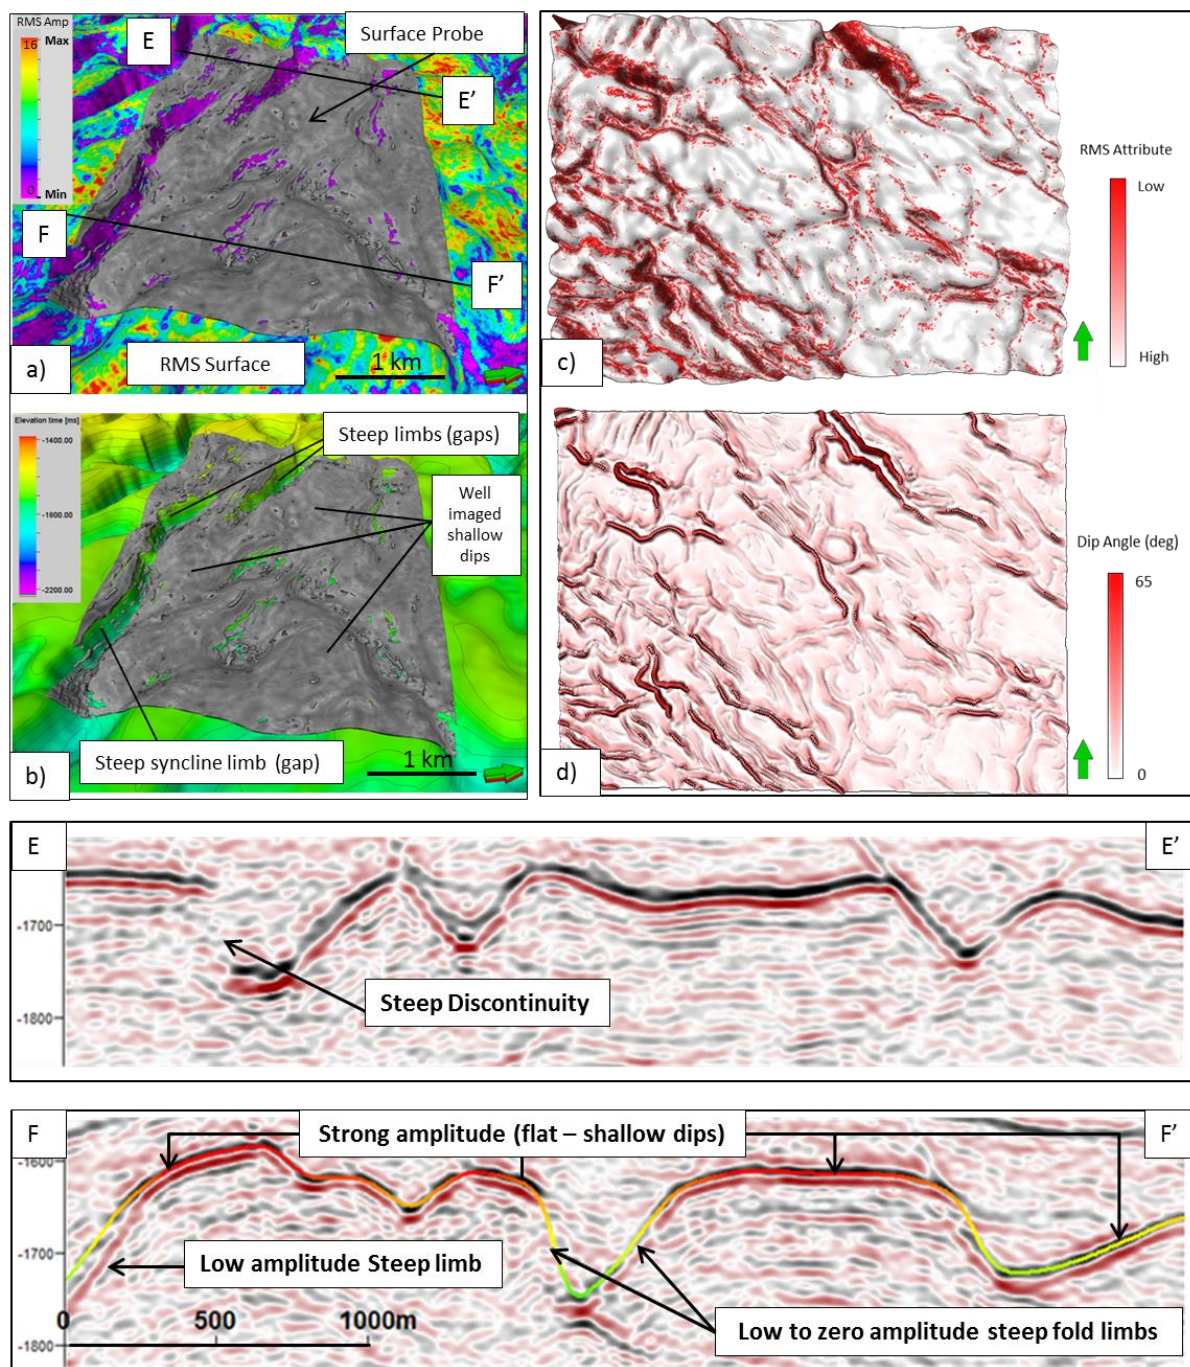 RMS Amp
16
Max
0
Min
E
Surface Probe
E'
F
F'
a)
RMS Surface
1 km
c)
RMS Attribute
Low
High
Elevation time [ms]
-1400.00
-1800.00
-2200.00
Steep limbs (gaps)
Well
imaged
shallow
dips
Steep syncline limb (gap)
b)
1 km
d)
Dip Angle (deg)
65
0
E
E'
-1700
-1800
Steep Discontinuity
F
F'
Strong amplitude (flat – shallow dips)
-1600
-1700
-1800
Low amplitude Steep limb
0
500
1000m
Low to zero amplitude steep fold limbs